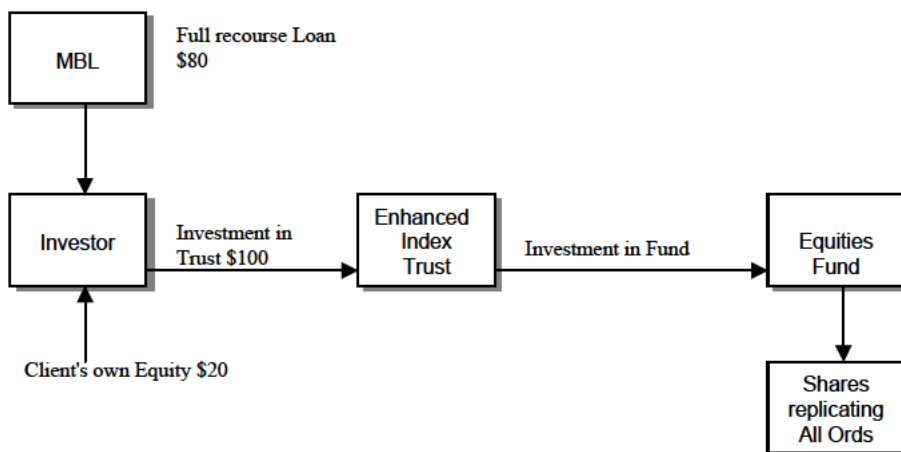 MBL
Full recourse Loan
$80
Investor
Investment in
Trust $100
Enhanced
Index
Trust
Investment in Fund
Equities
Fund
Client's own Equity $20
Shares
replicating
All Ords